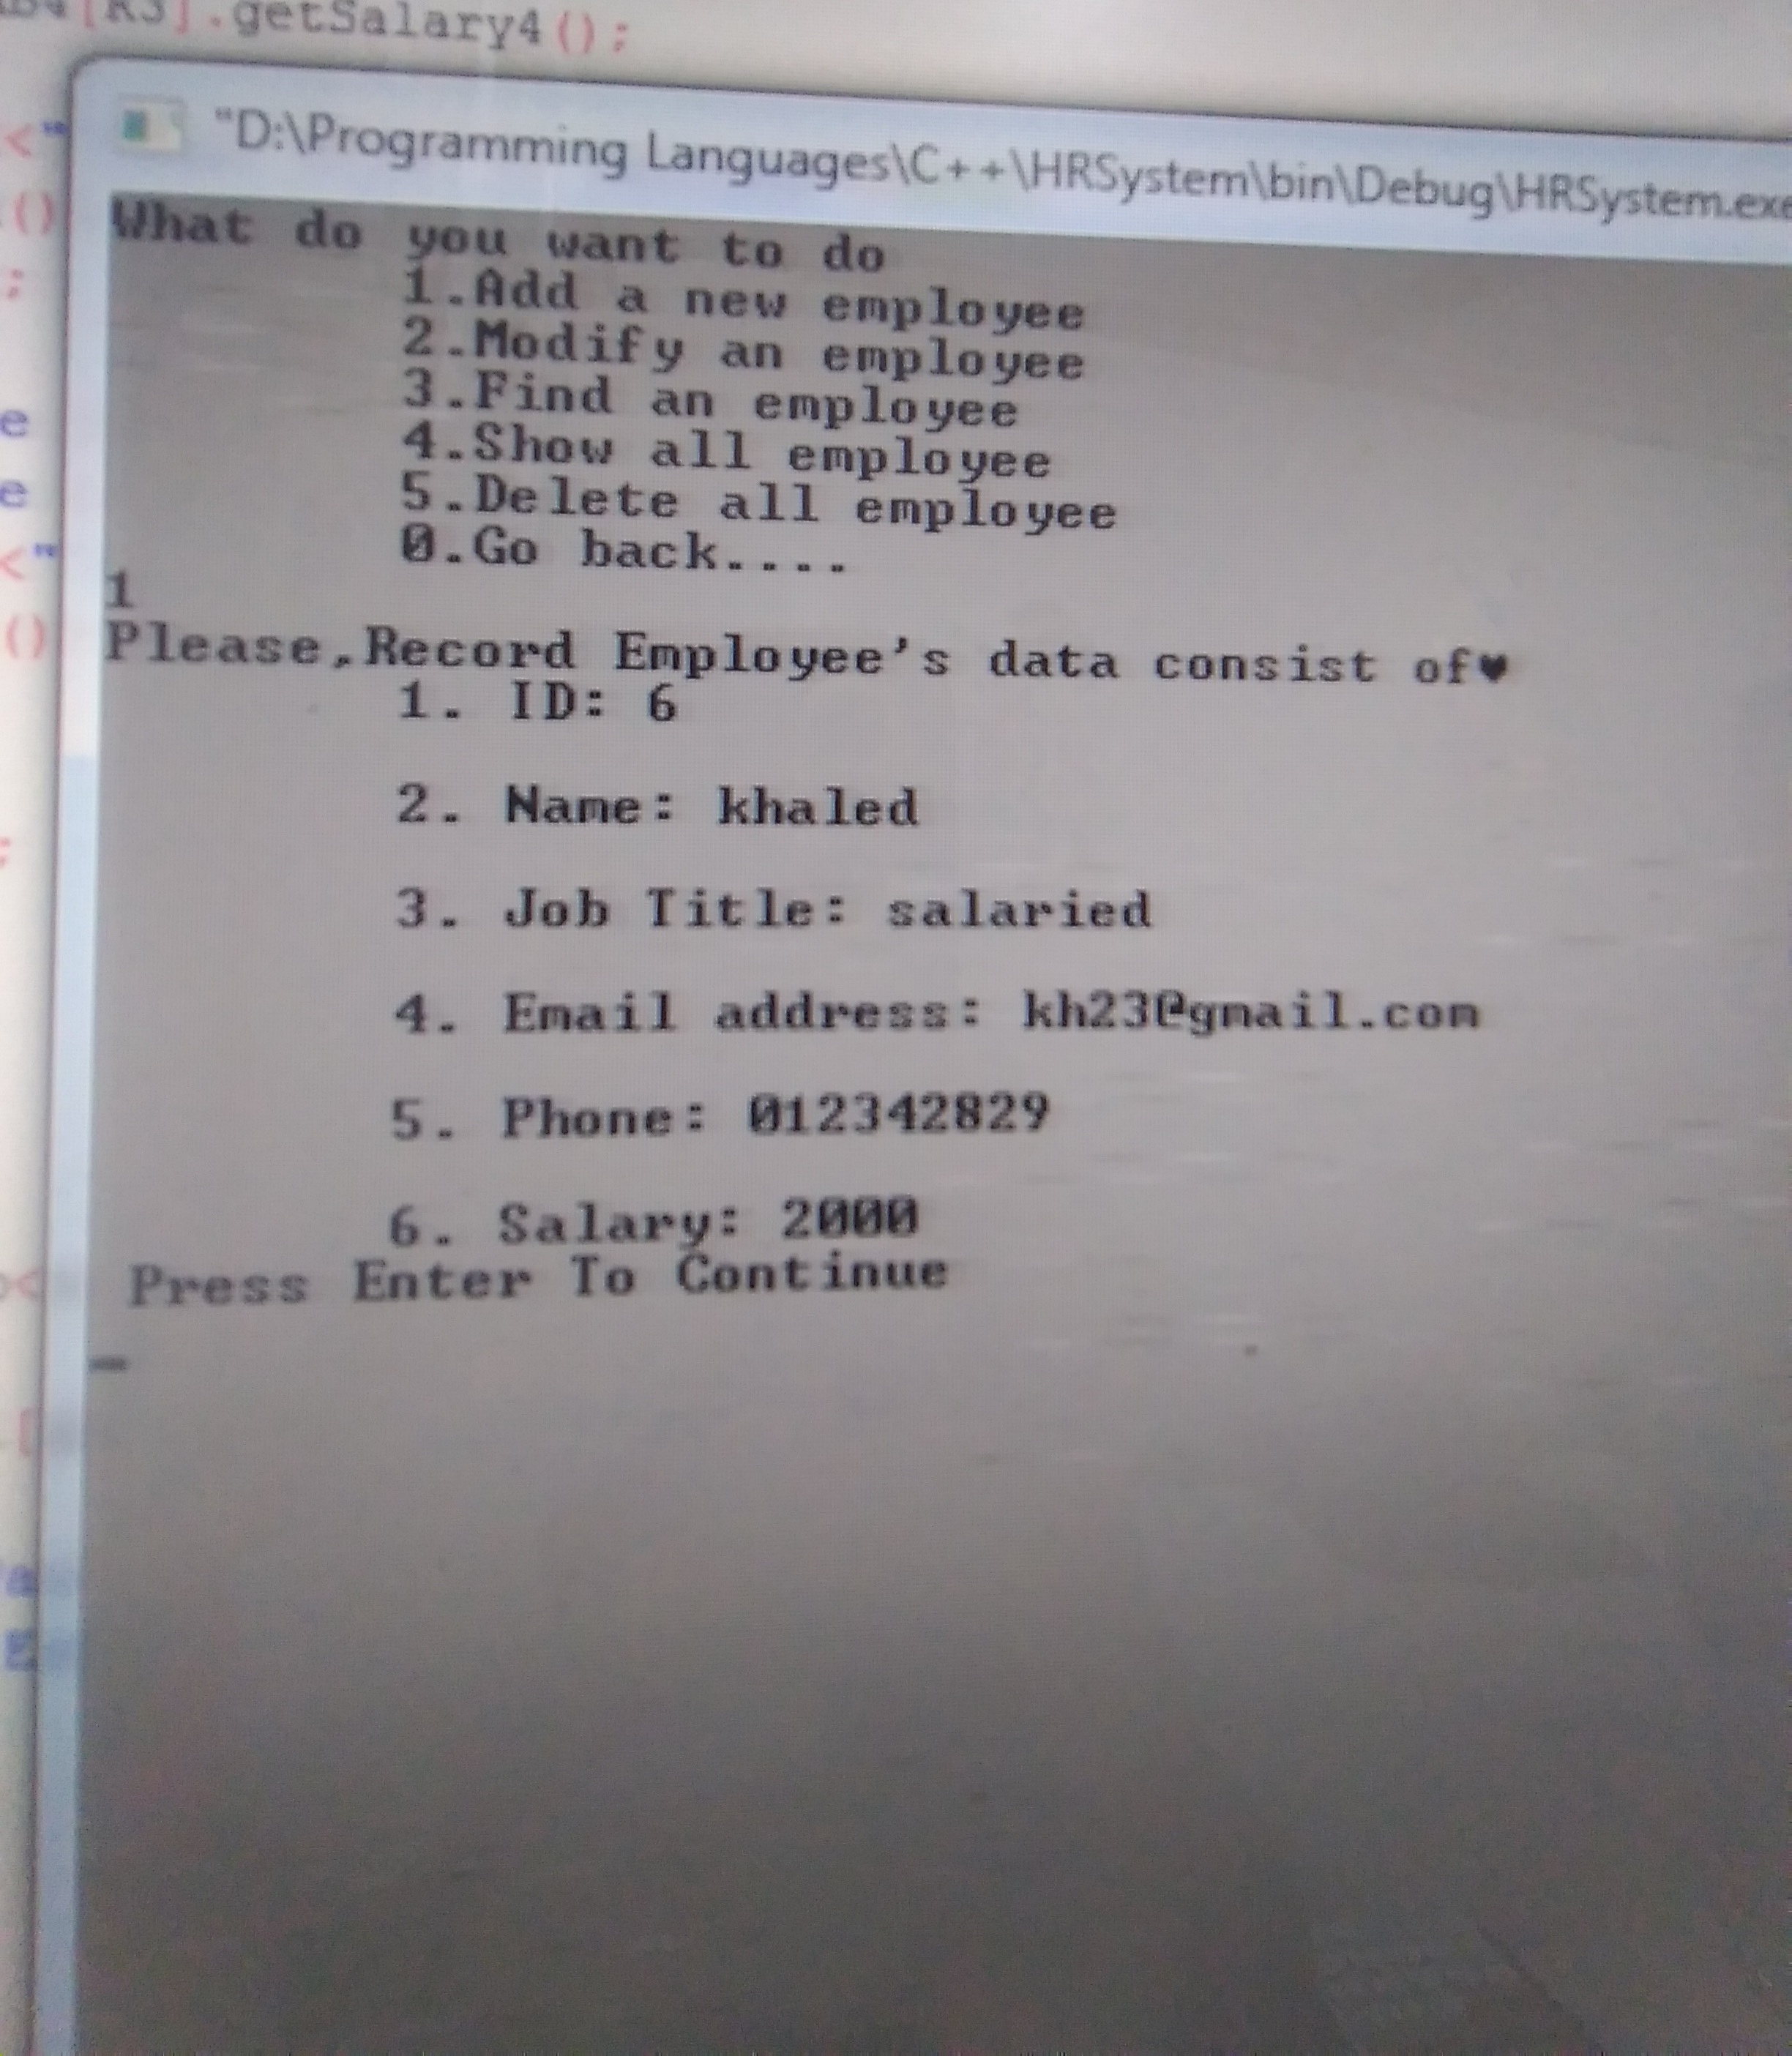 .getSalary4();
"D:\Programming Languages\C++\HRSystem\bin\Debug\HRSystem.exe
What do you want to do
1.Add a new employee
2.Modify an employee
3.Find an employee
4.Show all employee
5.Delete all employee
0.Go back....
1
Please,Record Employee's data consist of♥
1. ID: 6
2. Name: khaled
3. Job Title: salaried
4. Email address: kh23@gmail.com
5. Phone: 012342829
6. Salary: 2000
Press Enter To Continue